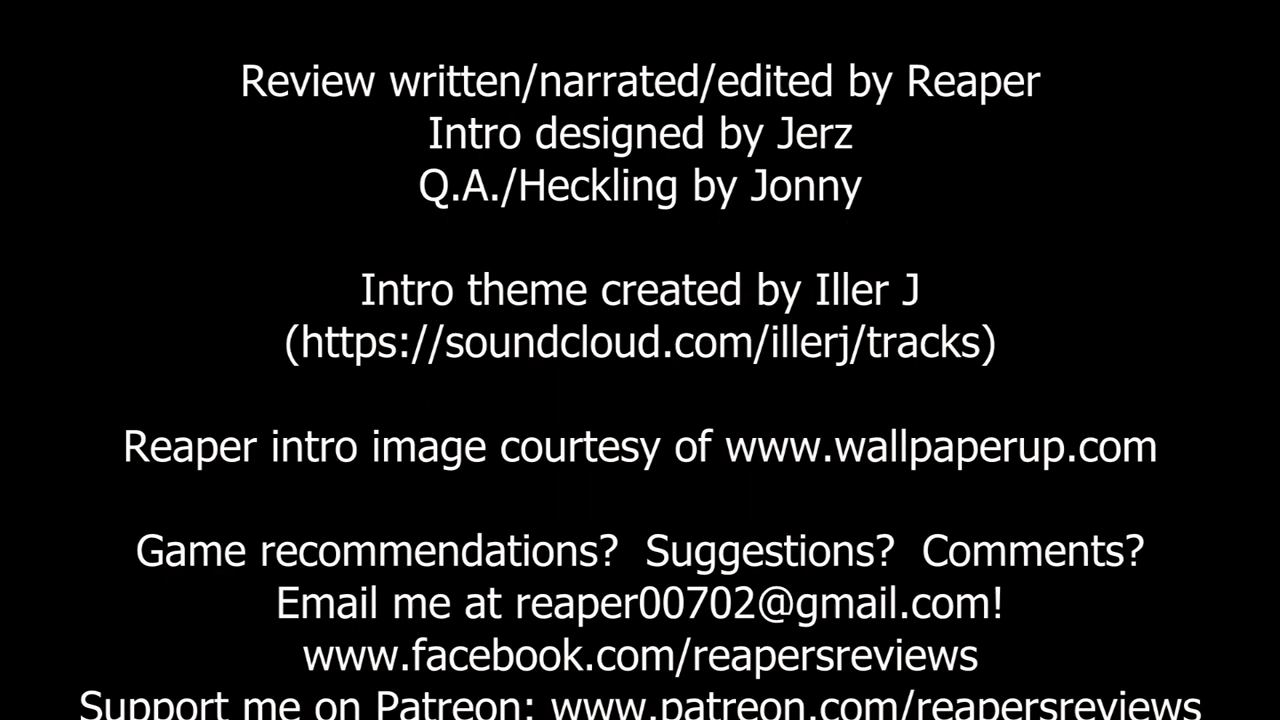 Review written/narrated/edited by Reaper
Intro designed by Jerz
Q.A./Heckling by Jonny
Intro theme created by Iller J
(https://soundcloud.com/illerj/tracks)
Reaper intro image courtesy of www.wallpaperup.com
Game recommendations?  Suggestions?  Comments?
Email me at reaper00702@gmail.com!
www.facebook.com/reapersreviews
Support me on Patreon: www.patreon.com/reapersreviews